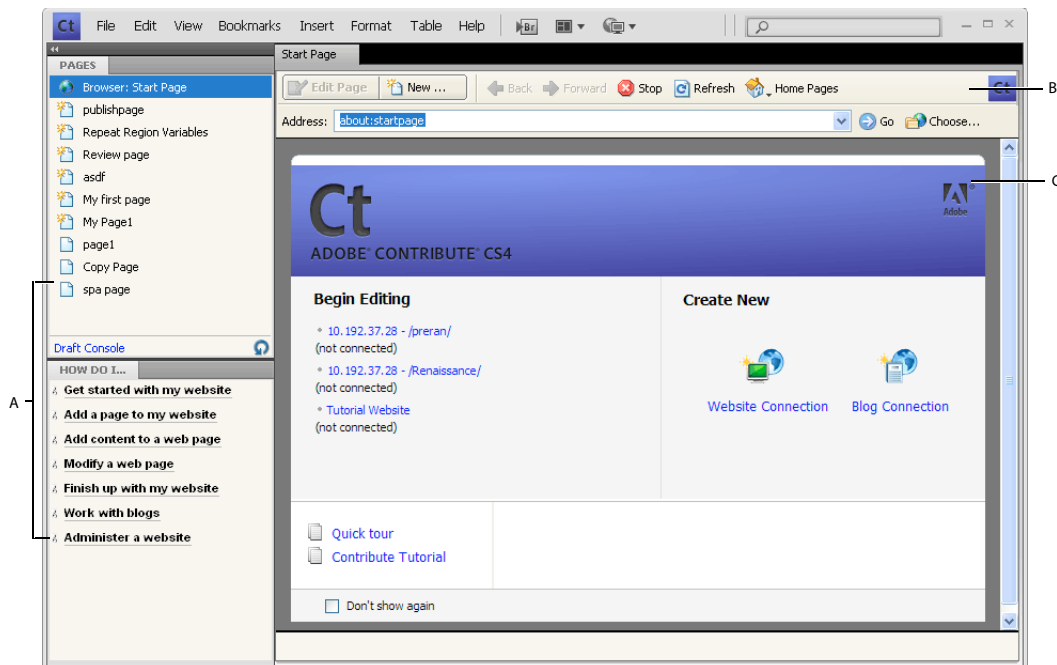 Ct File Edit View Bookmarks Insert Format Table Help Br
PAGES
Browser: Start Page
publishpage
Repeat Region Variables
Review page
asdf
My first page
My Page1
page1
Copy Page
spa page
Draft Console
HOW DO I...
Get started with my website
Add a page to my website
Add content to a web page
Modify a web page
Finish up with my website
Work with blogs
Administer a website
A
Start Page
Edit Page New ... Back Forward Stop Refresh Home Pages Ct
B
Address: about:startpage Go Choose...
Ct
ADOBE® CONTRIBUTE® CS4
Adobe
C
Begin Editing
10.192.37.28 - /preran/
(not connected)
10.192.37.28 - /Renaissance/
(not connected)
Tutorial Website
(not connected)
Create New
Website Connection Blog Connection
Quick tour
Contribute Tutorial
Don't show again